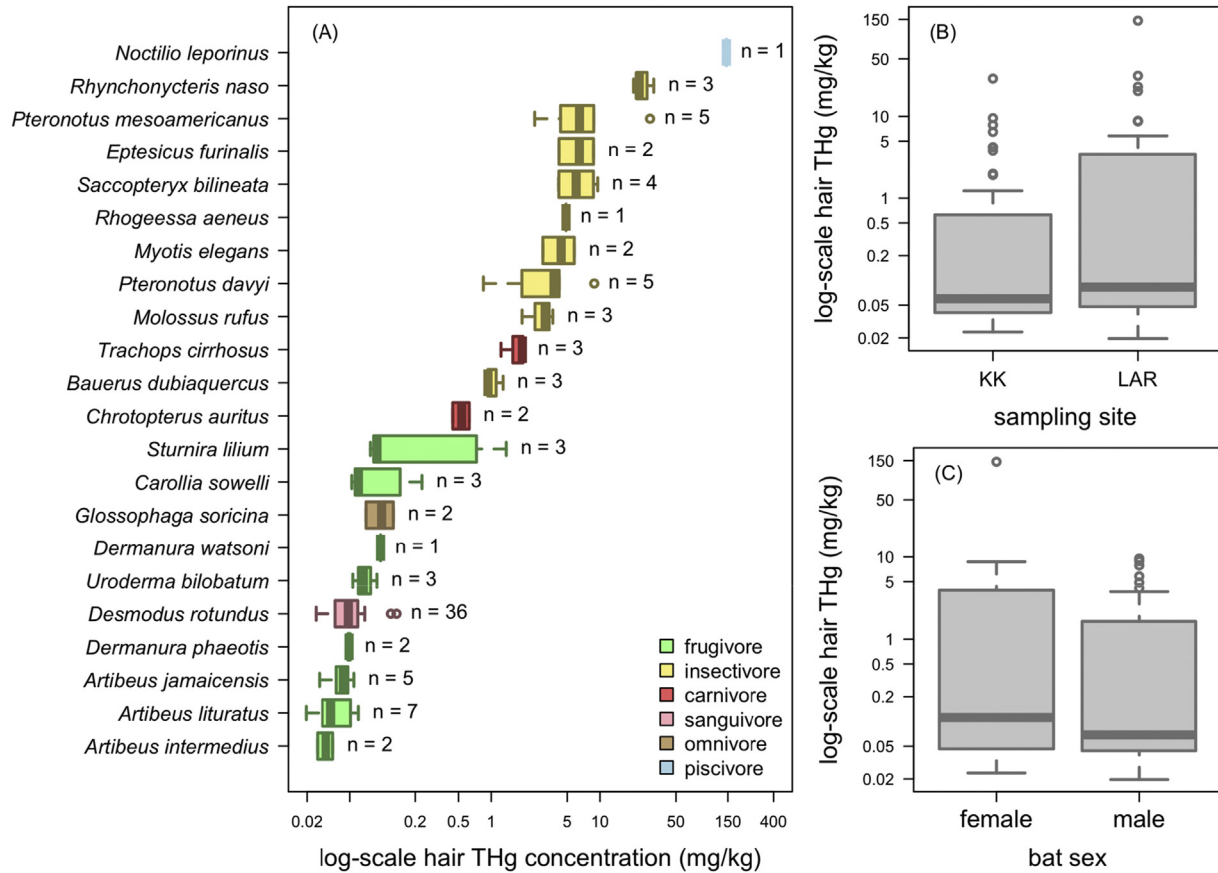 (A)
Noctilio leporinus
n = 1
Rhynchonycteris naso
n = 3
Pteronotus mesoamericanus
n = 5
Eptesicus furinalis
n = 2
Saccopteryx bilineata
n = 4
Rhogeessa aeneus
n = 1
Myotis elegans
n = 2
Pteronotus davyi
n = 5
Molossus rufus
n = 3
Trachops cirrhosus
n = 3
Bauerus dubiaquercus
n = 3
Chrotopterus auritus
n = 2
Sturnira lilium
n = 3
Carollia sowelli
n = 3
Glossophaga soricina
n = 2
Dermanura watsoni
n = 1
Uroderma bilobatum
n = 3
Desmodus rotundus
n = 36
Dermanura phaeotis
n = 2
Artibeus jamaicensis
n = 5
Artibeus lituratus
n = 7
Artibeus intermedius
n = 2
frugivore
insectivore
carnivore
sanguivore
omnivore
piscivore
0.02 0.2 0.5 1 5 10 50 150 400
log-scale hair THg concentration (mg/kg)
(B)
log-scale hair THg (mg/kg)
150
50
10
5
1
0.5
0.2
0.05
0.02
KK LAR
sampling site
(C)
log-scale hair THg (mg/kg)
150
50
10
5
1
0.5
0.2
0.05
0.02
female male
bat sex